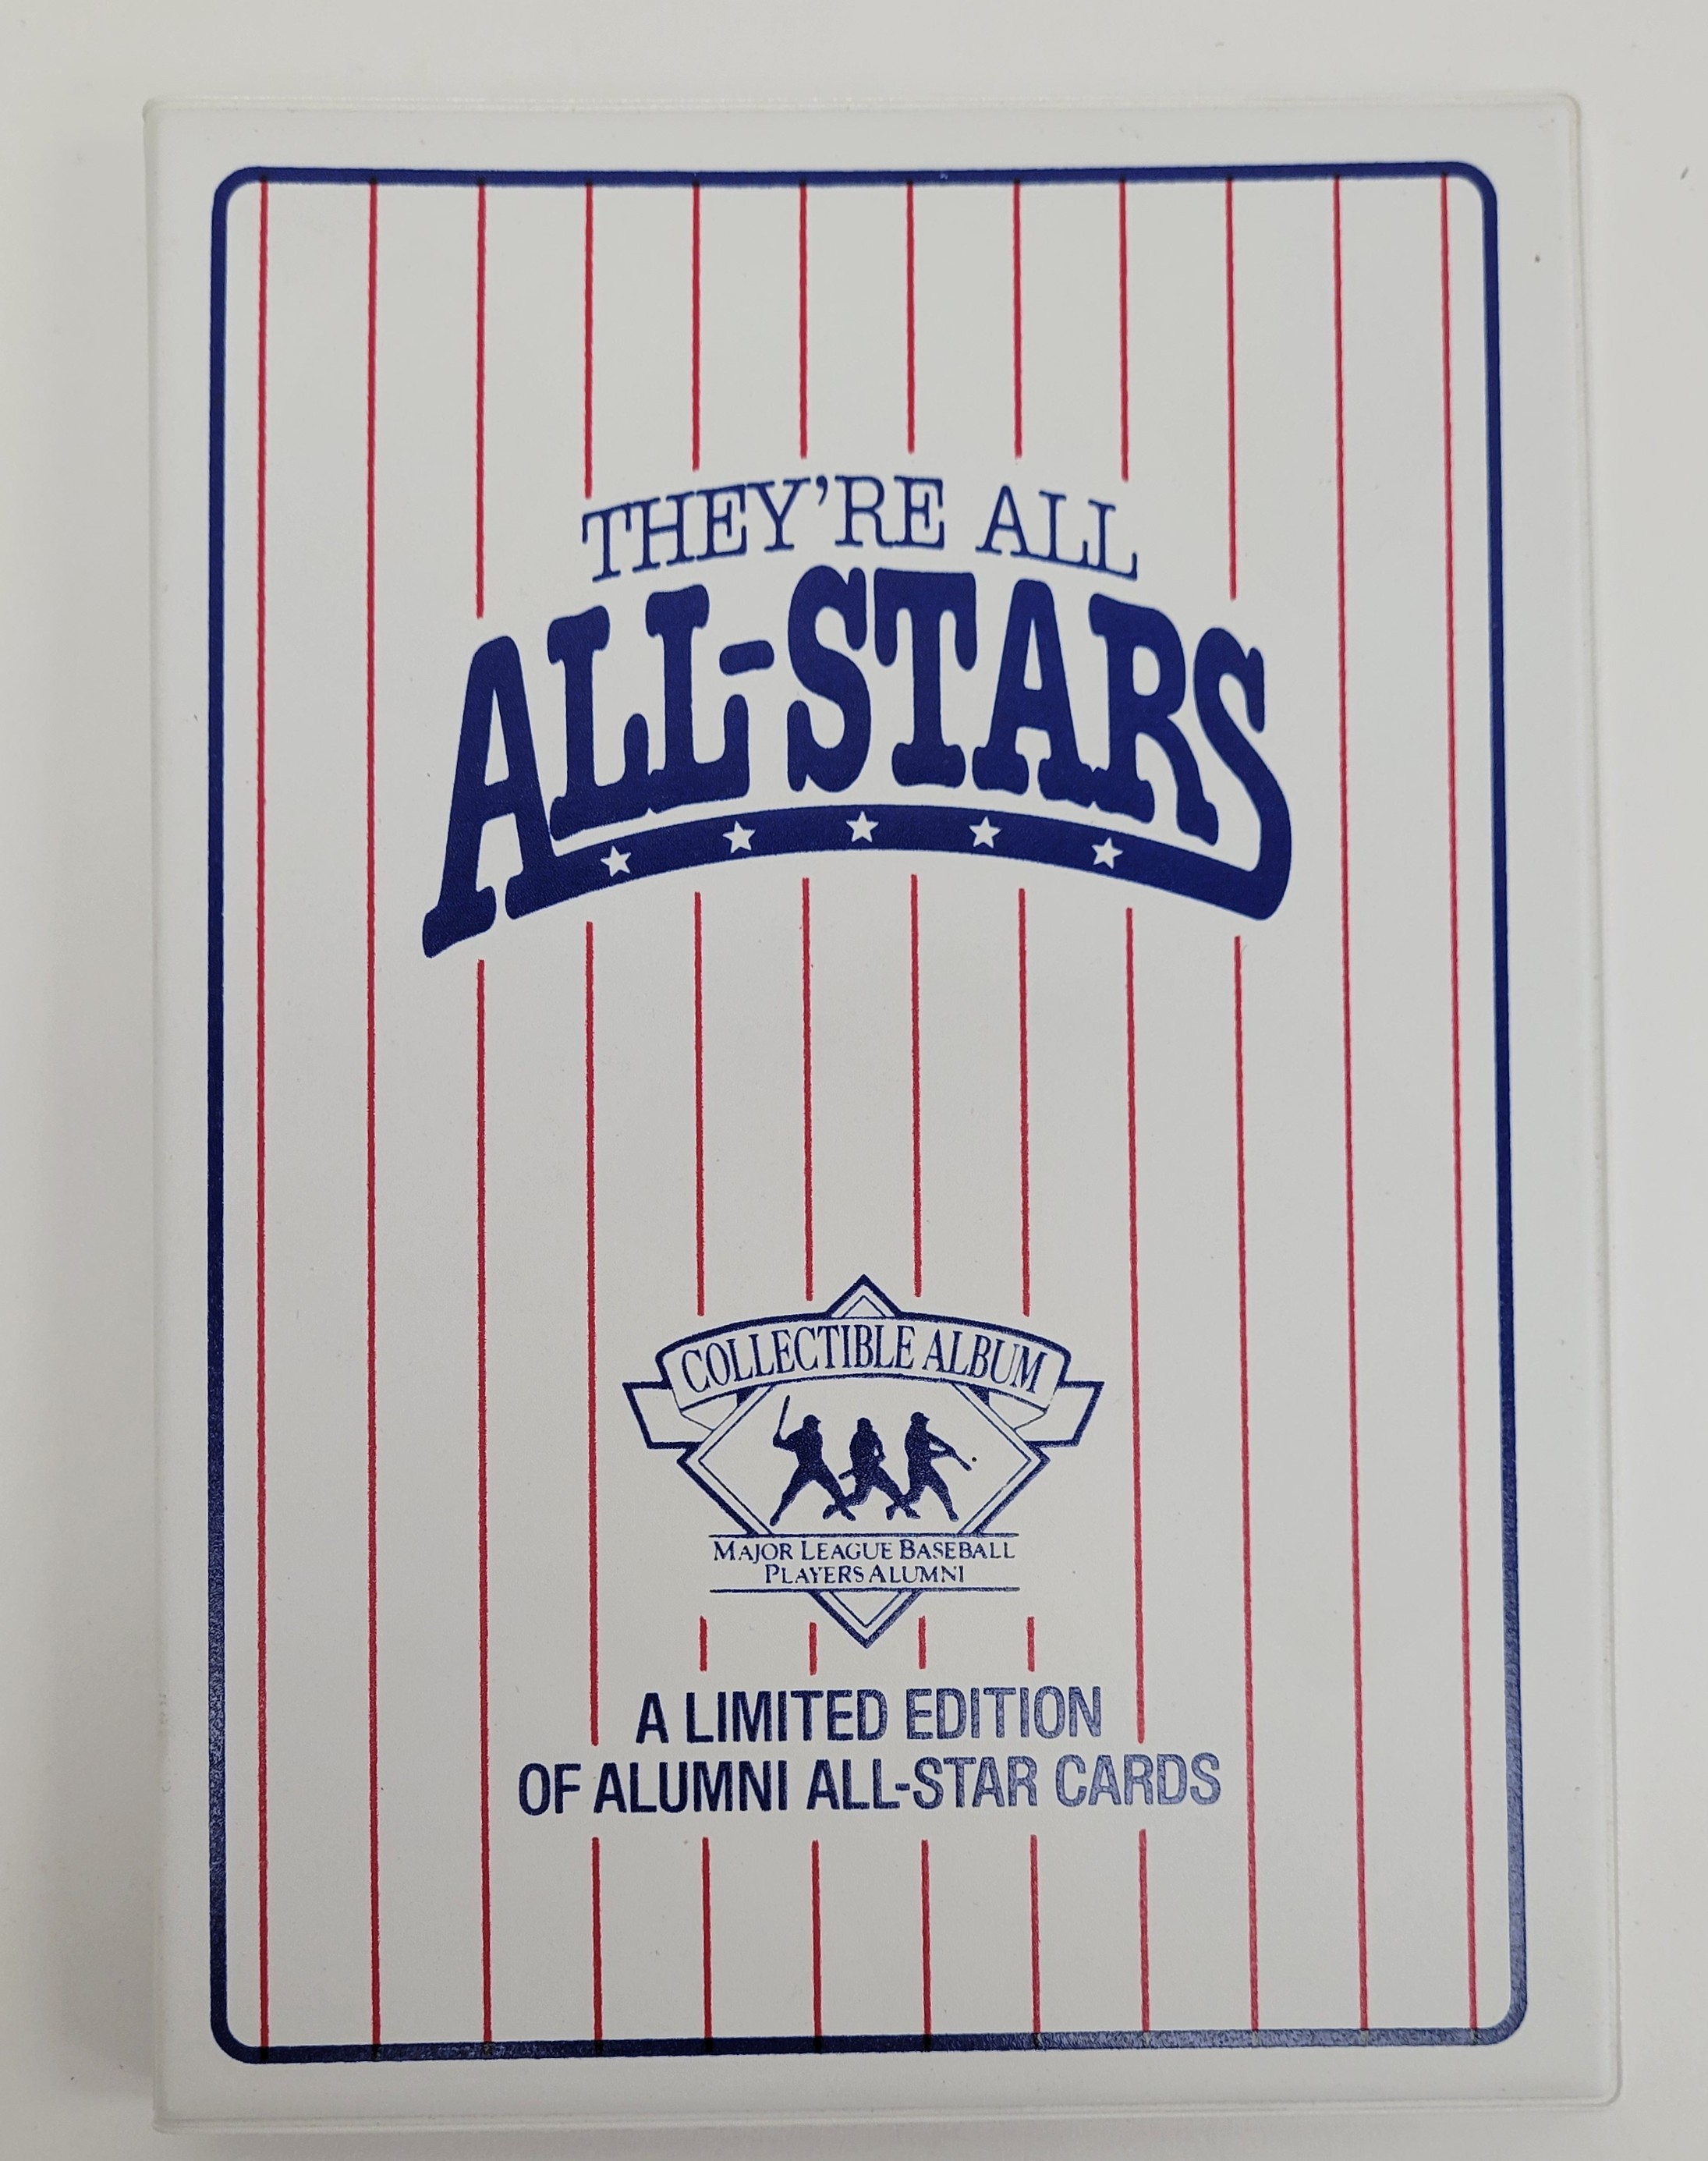 THEY'RE ALL
ALL-STARS
COLLECTIBLE ALBUM
MAJOR LEAGUE BASEBALL
PLAYERS ALUMNI
A LIMITED EDITION
OF ALUMNI ALL-STAR CARDS